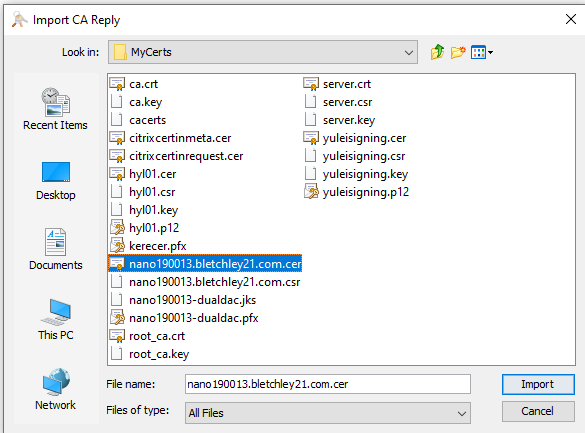 Import CA Reply
Look in:
MyCerts
Recent Items
Desktop
Documents
This PC
Network
ca.crt
ca.key
cacerts
citrixcertinmeta.cer
citrixcertinrequest.cer
hyl01.cer
hyl01.csr
hyl01.key
hyl01.p12
kerecer.pfx
nano190013.bletchley21.com.cer
nano190013.bletchley21.com.csr
nano190013-dualdac.jks
nano190013-dualdac.pfx
root_ca.crt
root_ca.key
server.crt
server.csr
server.key
yuleisigning.cer
yuleisigning.csr
yuleisigning.key
yuleisigning.p12
File name:
nano190013.bletchley21.com.cer
Import
Files of type:
All Files
Cancel